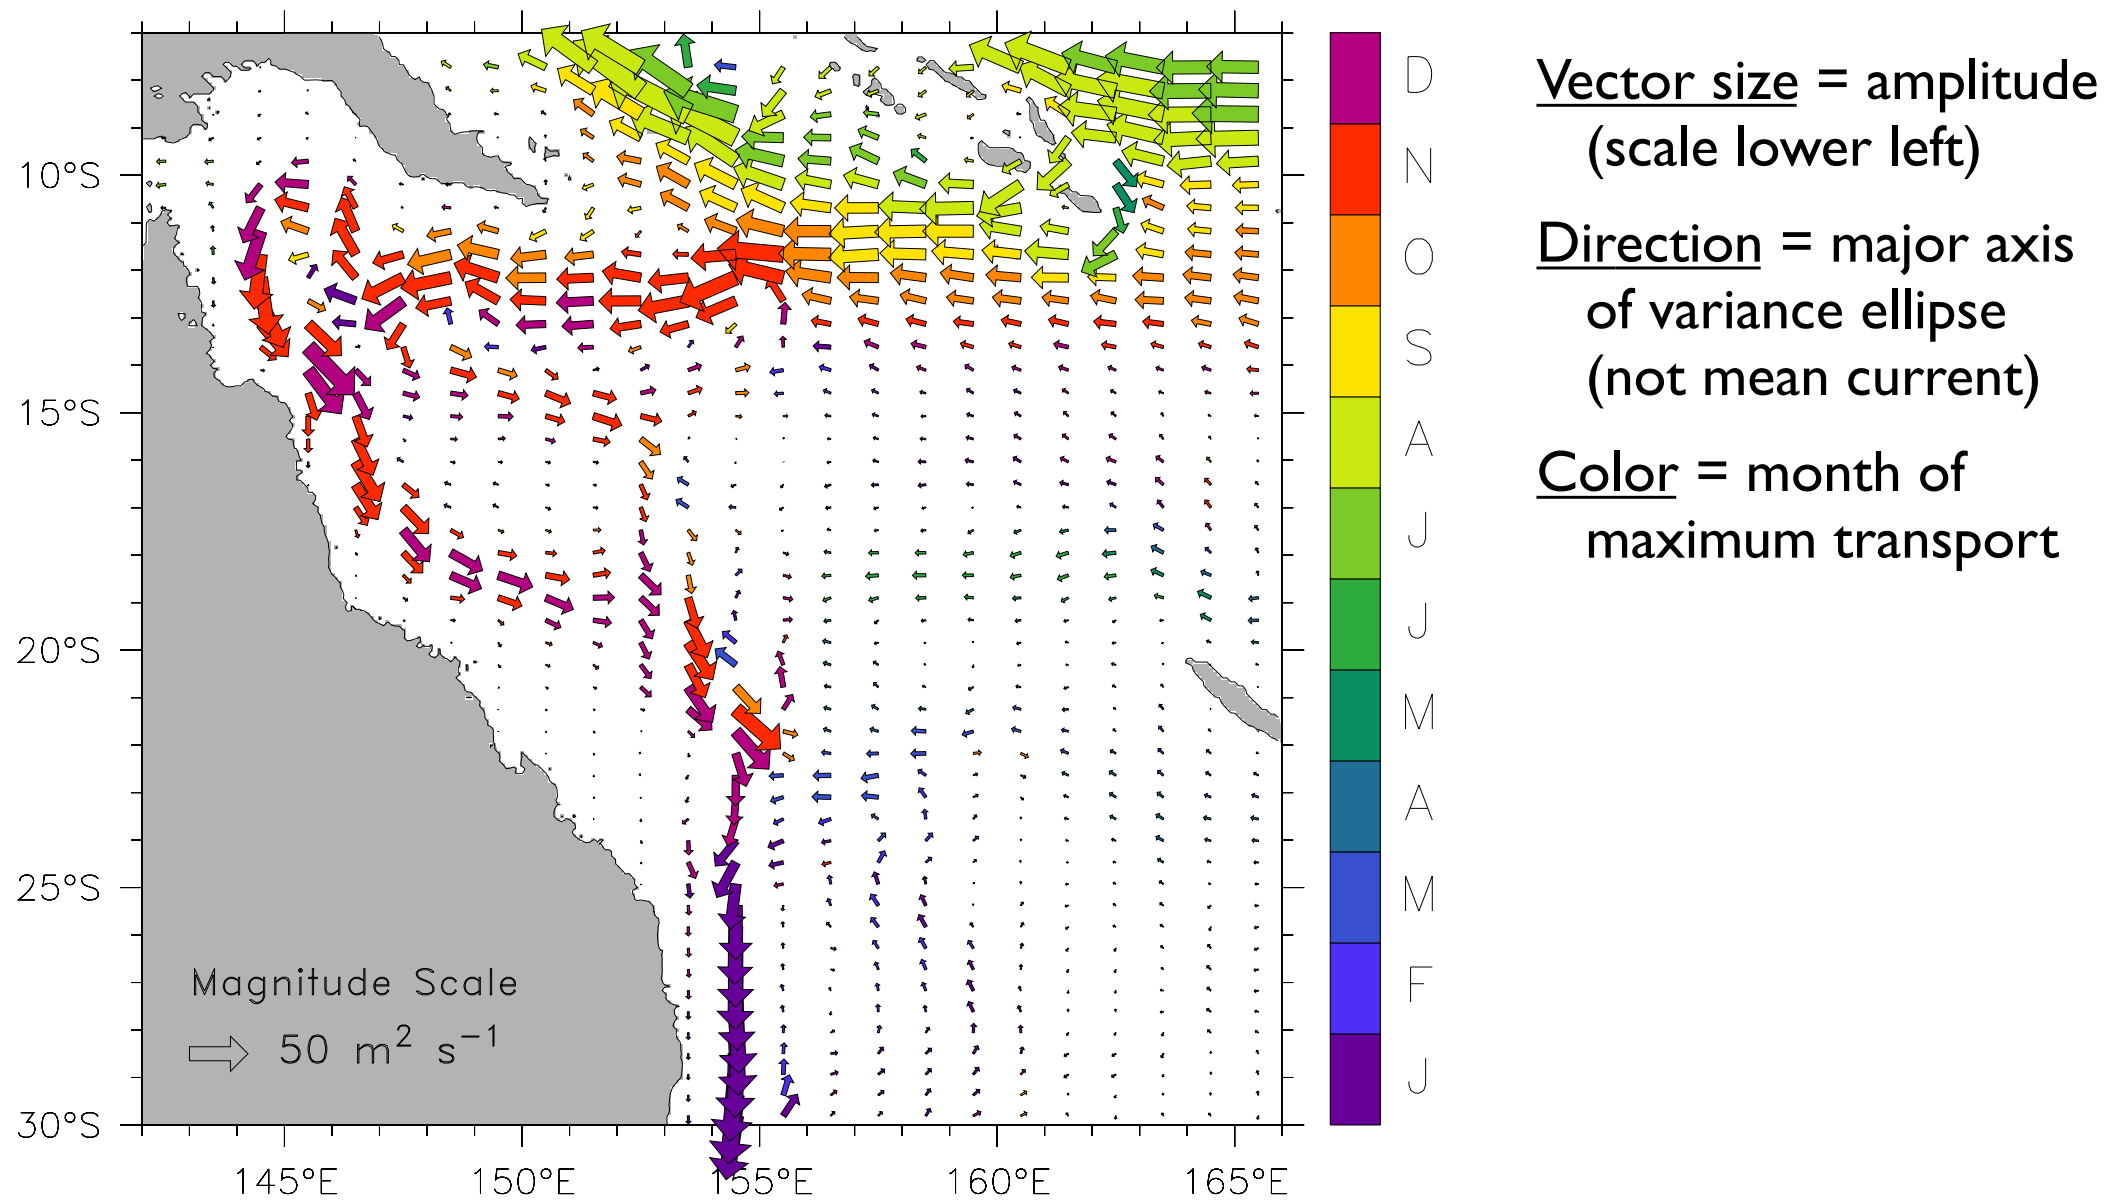 Vector size = amplitude
(scale lower left)
Direction = major axis
of variance ellipse
(not mean current)
Color = month of
maximum transport
D
N
O
S
A
J
J
M
A
M
F
J
10°S
15°S
20°S
25°S
30°S
Magnitude Scale
50 m² s⁻¹
145°E 150°E 155°E 160°E 165°E